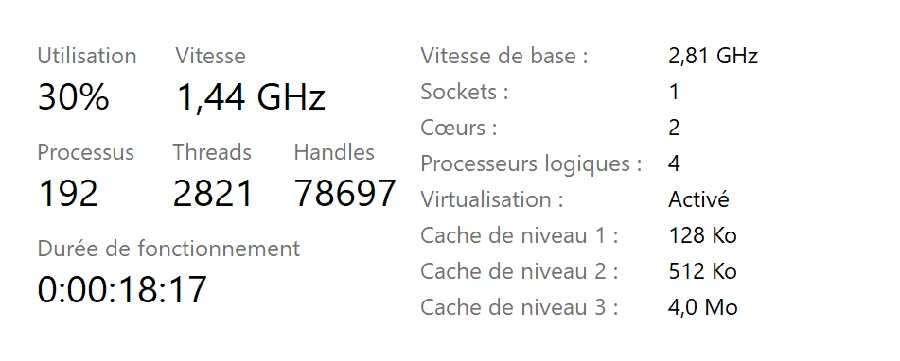 Utilisation Vitesse
30% 1,44 GHz
Processus Threads Handles
192 2821 78697
Durée de fonctionnement
0:00:18:17
Vitesse de base : 2,81 GHz
Sockets : 1
Cœurs : 2
Processeurs logiques : 4
Virtualisation : Activé
Cache de niveau 1 : 128 Ko
Cache de niveau 2 : 512 Ko
Cache de niveau 3 : 4,0 Mo